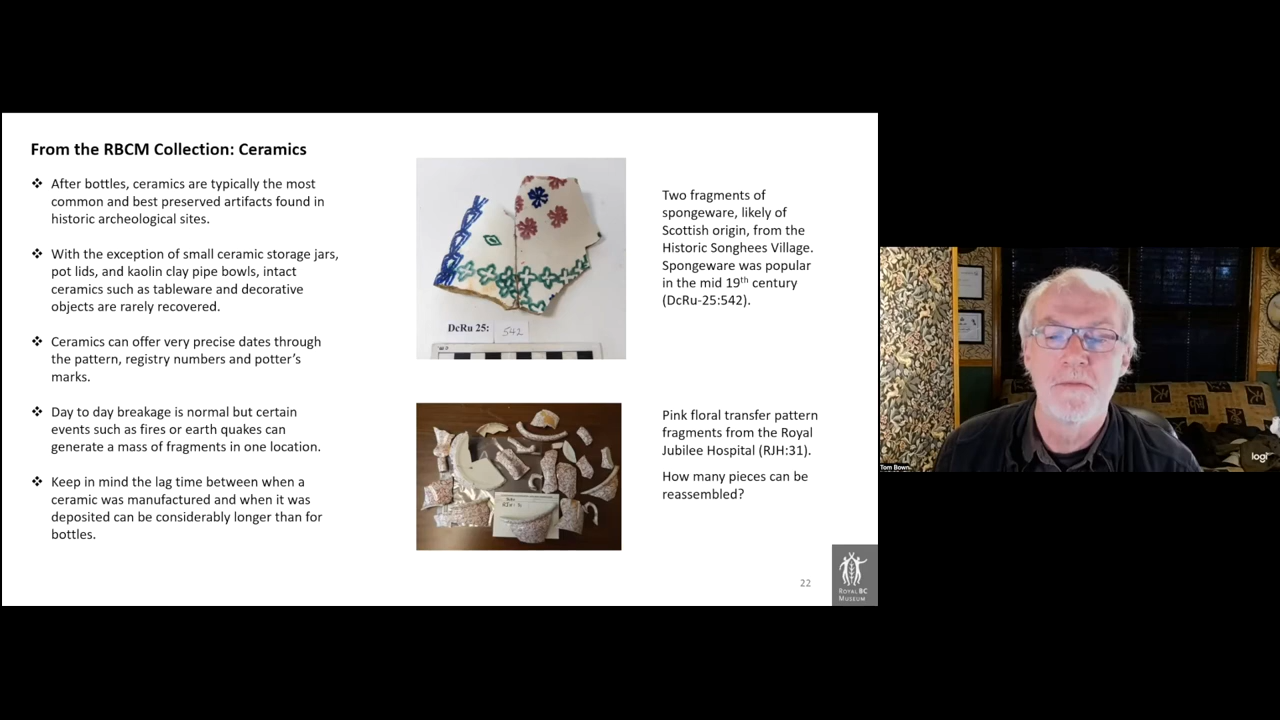 From the RBCM Collection: Ceramics
❖ After bottles, ceramics are typically the most
common and best preserved artifacts found in
historic archeological sites.
❖ With the exception of small ceramic storage jars,
pot lids, and kaolin clay pipe bowls, intact
ceramics such as tableware and decorative
objects are rarely recovered.
❖ Ceramics can offer very precise dates through
the pattern, registry numbers and potter’s
marks.
❖ Day to day breakage is normal but certain
events such as fires or earth quakes can
generate a mass of fragments in one location.
❖ Keep in mind the lag time between when a
ceramic was manufactured and when it was
deposited can be considerably longer than for
bottles.
DcRu 25: 542
Two fragments of
spongeware, likely of
Scottish origin, from the
Historic Songhees Village.
Spongeware was popular
in the mid 19th century
(DcRu-25:542).
Pink floral transfer pattern
fragments from the Royal
Jubilee Hospital (RJH:31).
How many pieces can be
reassembled?
22
ROYAL BC
MUSEUM
Tom Bown
logi